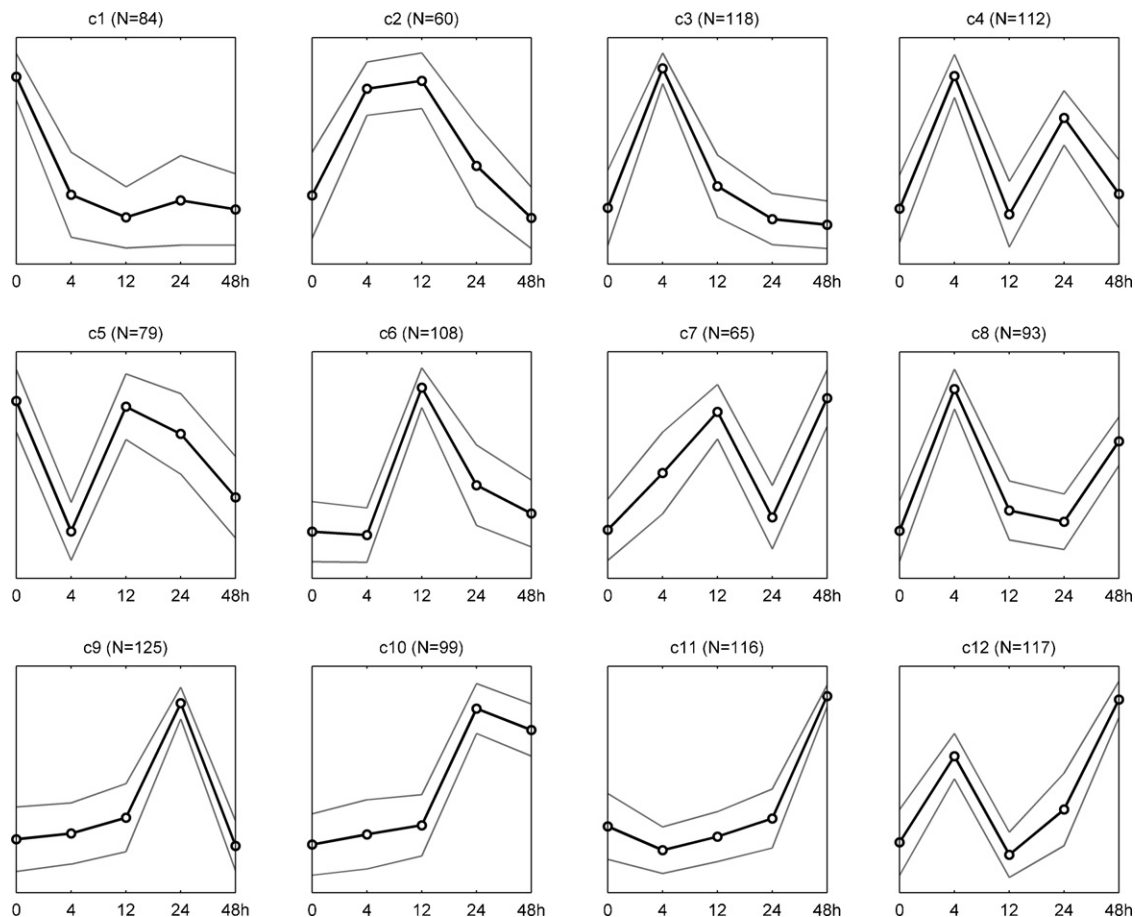 c1 (N=84) c2 (N=60) c3 (N=118) c4 (N=112)
0 4 12 24 48h 0 4 12 24 48h 0 4 12 24 48h 0 4 12 24 48h
c5 (N=79) c6 (N=108) c7 (N=65) c8 (N=93)
0 4 12 24 48h 0 4 12 24 48h 0 4 12 24 48h 0 4 12 24 48h
c9 (N=125) c10 (N=99) c11 (N=116) c12 (N=117)
0 4 12 24 48h 0 4 12 24 48h 0 4 12 24 48h 0 4 12 24 48h